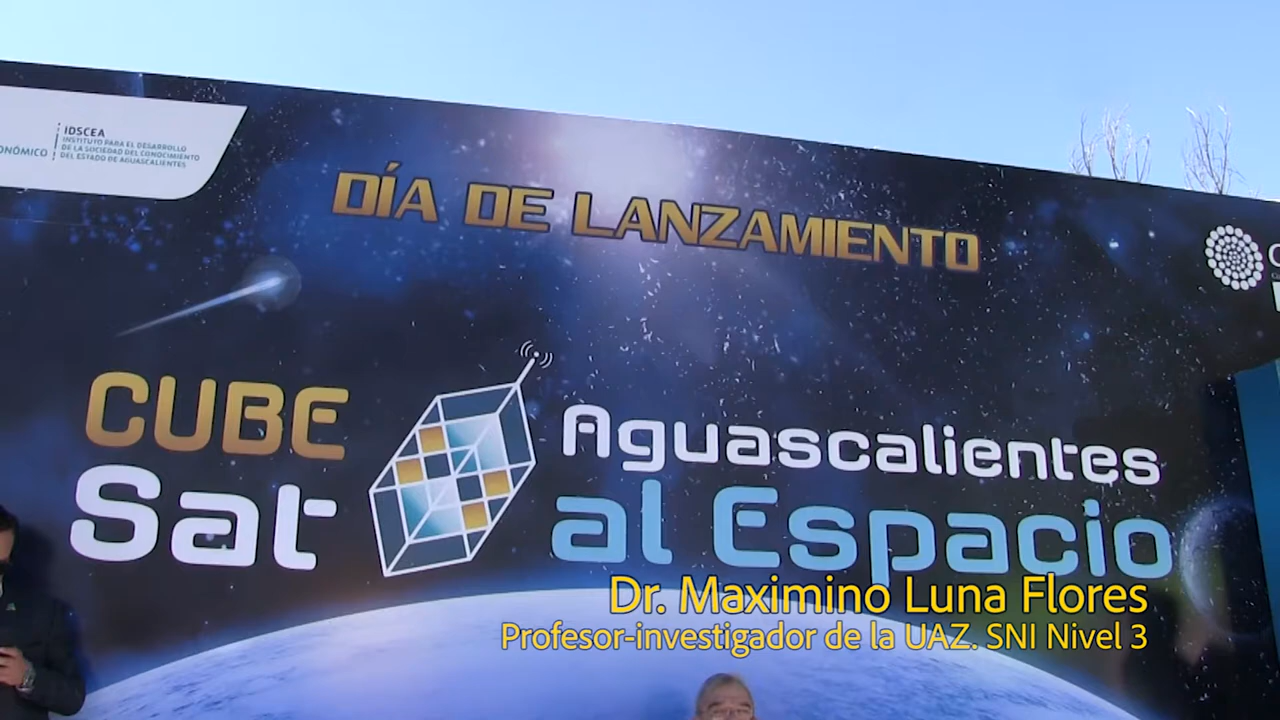 IDSCEA
INSTITUTO PARA EL DESARROLLO
DE LA SOCIEDAD DEL CONOCIMIENTO
DEL ESTADO DE AGUASCALIENTES
ONÓMICO
DÍA DE LANZAMIENTO
CUBE
Sat
Aguascalientes
al Espacio
Dr. Maximino Luna Flores
Profesor-investigador de la UAZ. SNI Nivel 3